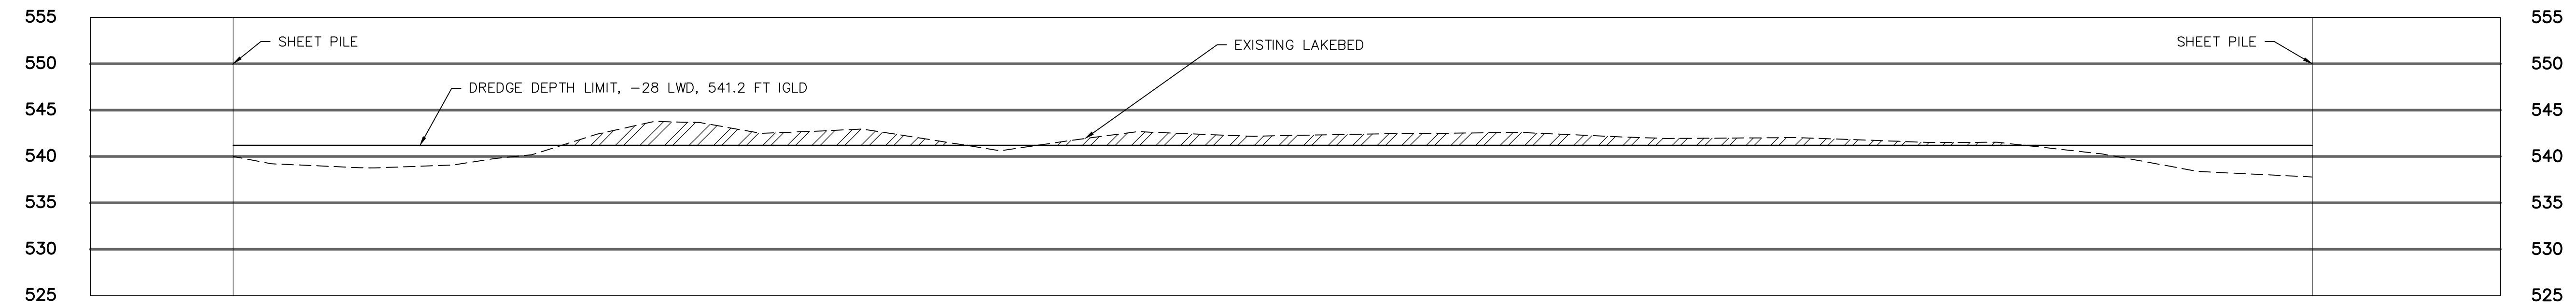 555 555
SHEET PILE
EXISTING LAKEBED
SHEET PILE
550 550
DREDGE DEPTH LIMIT, -28 LWD, 541.2 FT IGLD
545 545
540 540
535 535
530 530
525 525